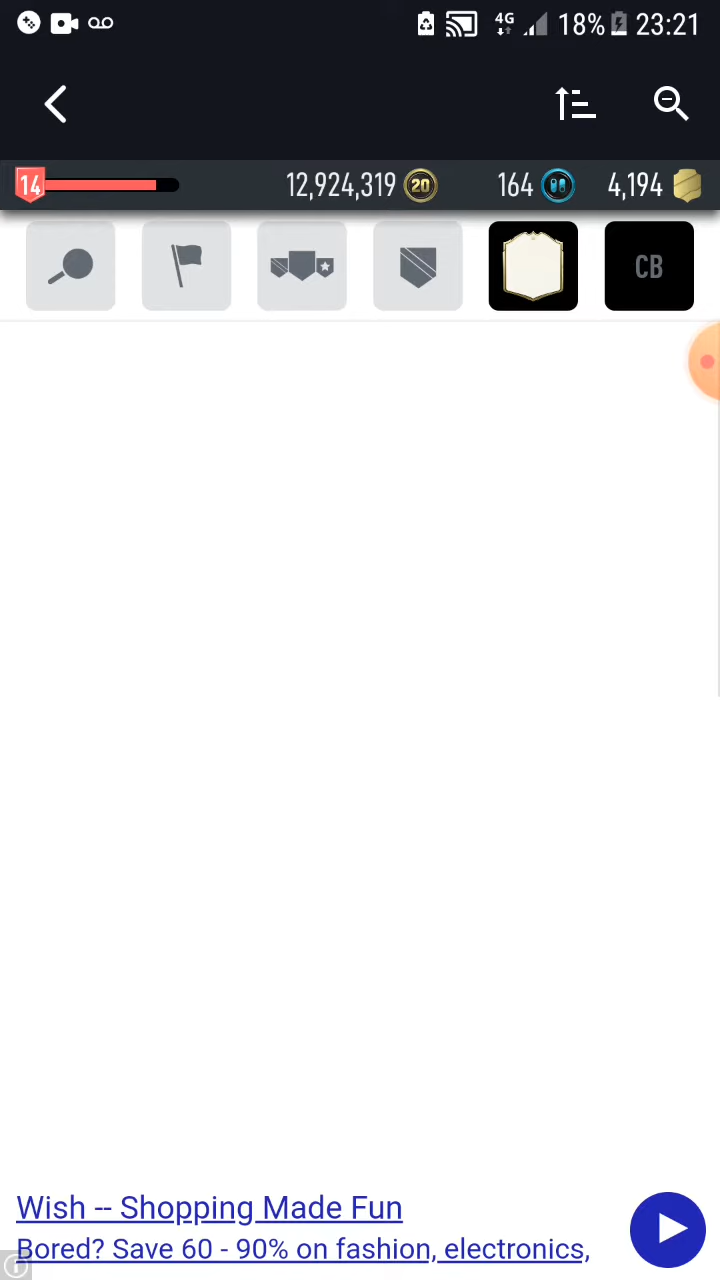 4G 18% 23:21
14 12,924,319 20 164 4,194
CB
Wish -- Shopping Made Fun
Bored? Save 60 - 90% on fashion, electronics,